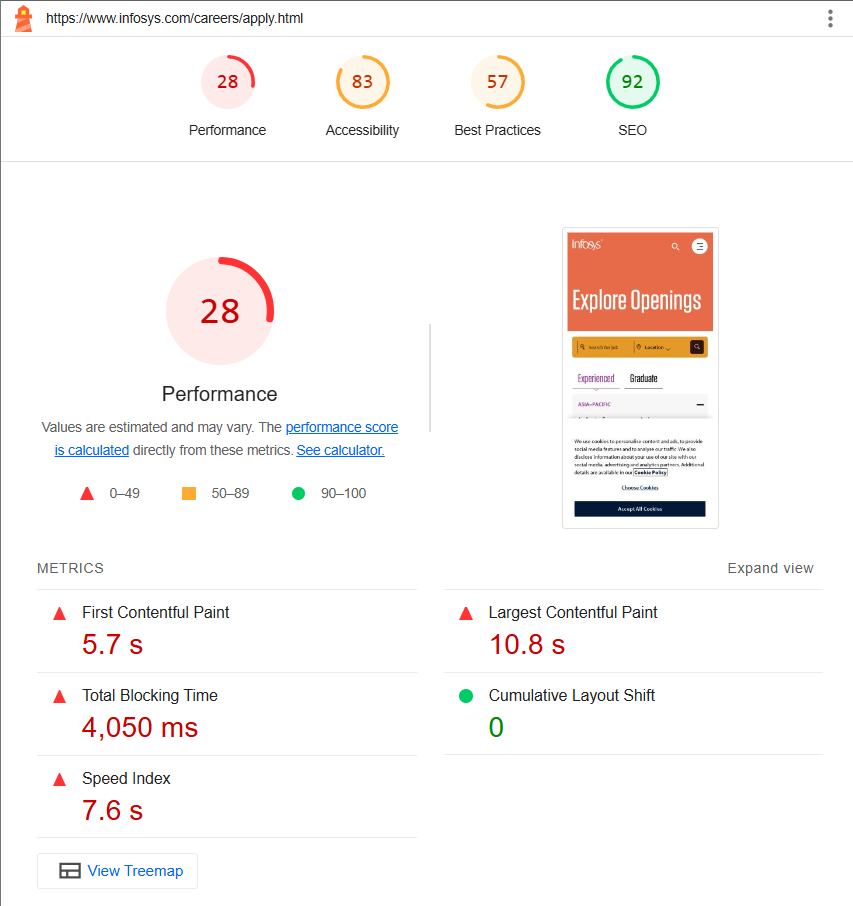 https://www.infosys.com/careers/apply.html
28
83
57
92
Performance
Accessibility
Best Practices
SEO
28
Performance
Values are estimated and may vary. The performance score
is calculated directly from these metrics. See calculator.
0–49
50–89
90–100
Infosys
Explore Openings
Search for job
Location
Experienced
Graduate
ASIA-PACIFIC
We use cookies to personalise content and ads, to provide
social media features and to analyse our traffic. We also
disclose information about your use of our site with our
social media, advertising and analytics partners. Additional
details are available in our Cookie Policy
Choose Cookies
Accept All Cookies
METRICS
Expand view
First Contentful Paint
5.7 s
Largest Contentful Paint
10.8 s
Total Blocking Time
4,050 ms
Cumulative Layout Shift
0
Speed Index
7.6 s
View Treemap